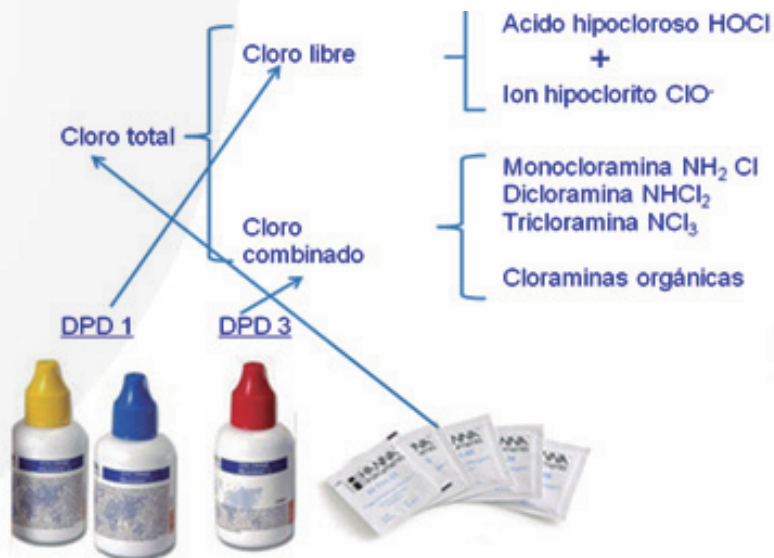 Acido hipocloroso HOCl
+
Ion hipoclorito ClO⁻
Cloro libre
Cloro total
Monocloramina NH₂ Cl
Dicloramina NHCl₂
Tricloramina NCl₃
Cloraminas orgánicas
Cloro
combinado
DPD 1
DPD 3
HANNA